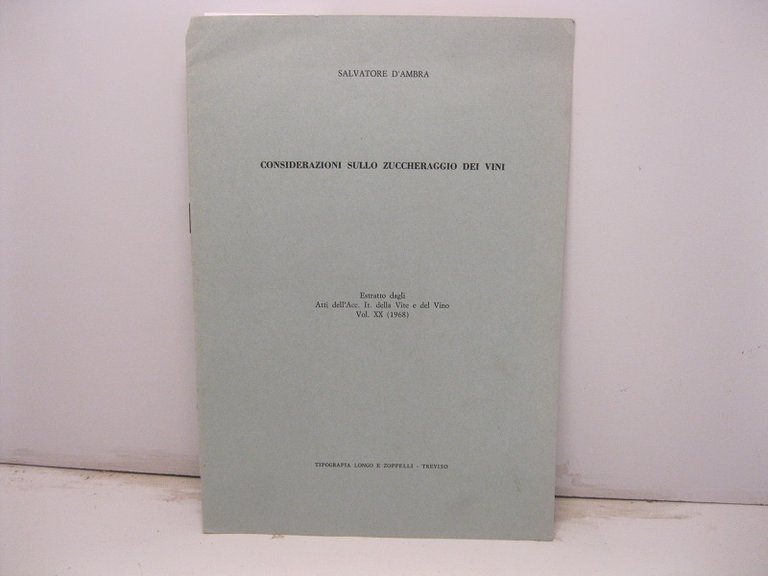 SALVATORE D'AMBRA
CONSIDERAZIONI SULLO ZUCCHERAGGIO DEI VINI
Estratto dagli
Atti dell'Acc. It. della Vite e del Vino
Vol. XX (1968)
TIPOGRAFIA LONGO E ZOPPELLI - TREVISO